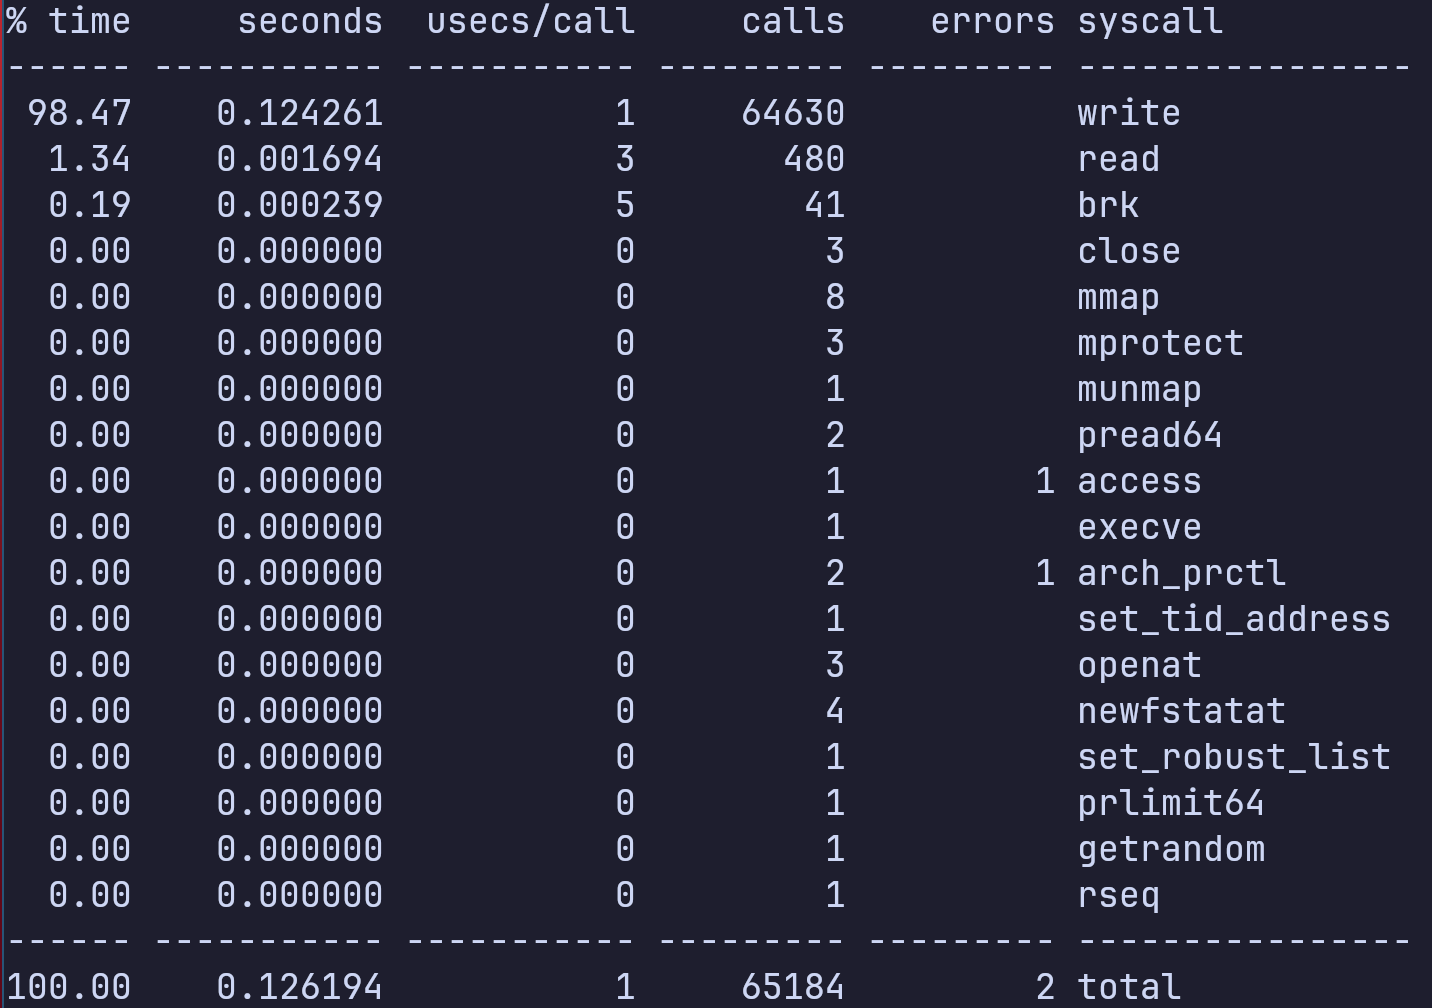 % time     seconds  usecs/call     calls    errors syscall
------ ----------- ----------- --------- --------- ----------------
 98.47    0.124261           1     64630           write
  1.34    0.001694           3       480           read
  0.19    0.000239           5        41           brk
  0.00    0.000000           0         3           close
  0.00    0.000000           0         8           mmap
  0.00    0.000000           0         3           mprotect
  0.00    0.000000           0         1           munmap
  0.00    0.000000           0         2           pread64
  0.00    0.000000           0         1         1 access
  0.00    0.000000           0         1           execve
  0.00    0.000000           0         2         1 arch_prctl
  0.00    0.000000           0         1           set_tid_address
  0.00    0.000000           0         3           openat
  0.00    0.000000           0         4           newfstatat
  0.00    0.000000           0         1           set_robust_list
  0.00    0.000000           0         1           prlimit64
  0.00    0.000000           0         1           getrandom
  0.00    0.000000           0         1           rseq
------ ----------- ----------- --------- --------- ----------------
100.00    0.126194           1     65184         2 total